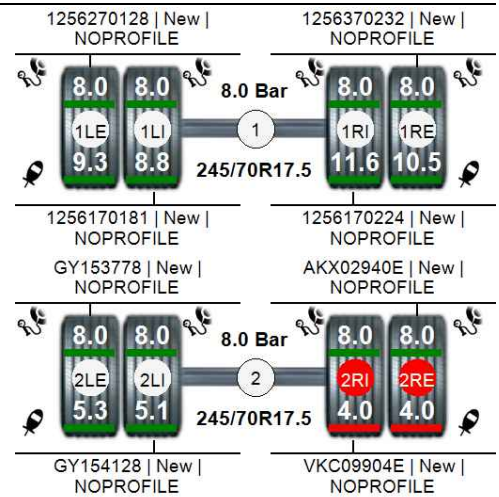 1256270128 | New |
NOPROFILE
1256370232 | New |
NOPROFILE
8.0 8.0 8.0 Bar 8.0 8.0
1LE 1LI 1 1RI 1RE
9.3 8.8 245/70R17.5 11.6 10.5
1256170181 | New |
NOPROFILE
1256170224 | New |
NOPROFILE
GY153778 | New |
NOPROFILE
AKX02940E | New |
NOPROFILE
8.0 8.0 8.0 Bar 8.0 8.0
2LE 2LI 2 2RI 2RE
5.3 5.1 245/70R17.5 4.0 4.0
GY154128 | New |
NOPROFILE
VKC09904E | New |
NOPROFILE